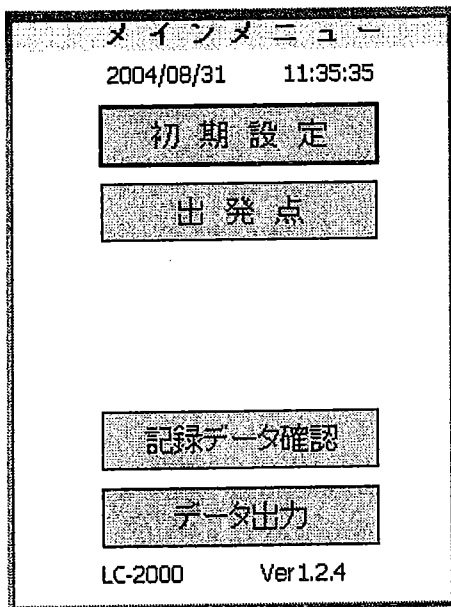 メインメニュー
2004/08/31 11:35:35
初期設定
出発点
記録データ確認
データ出力
LC-2000 Ver1.2.4